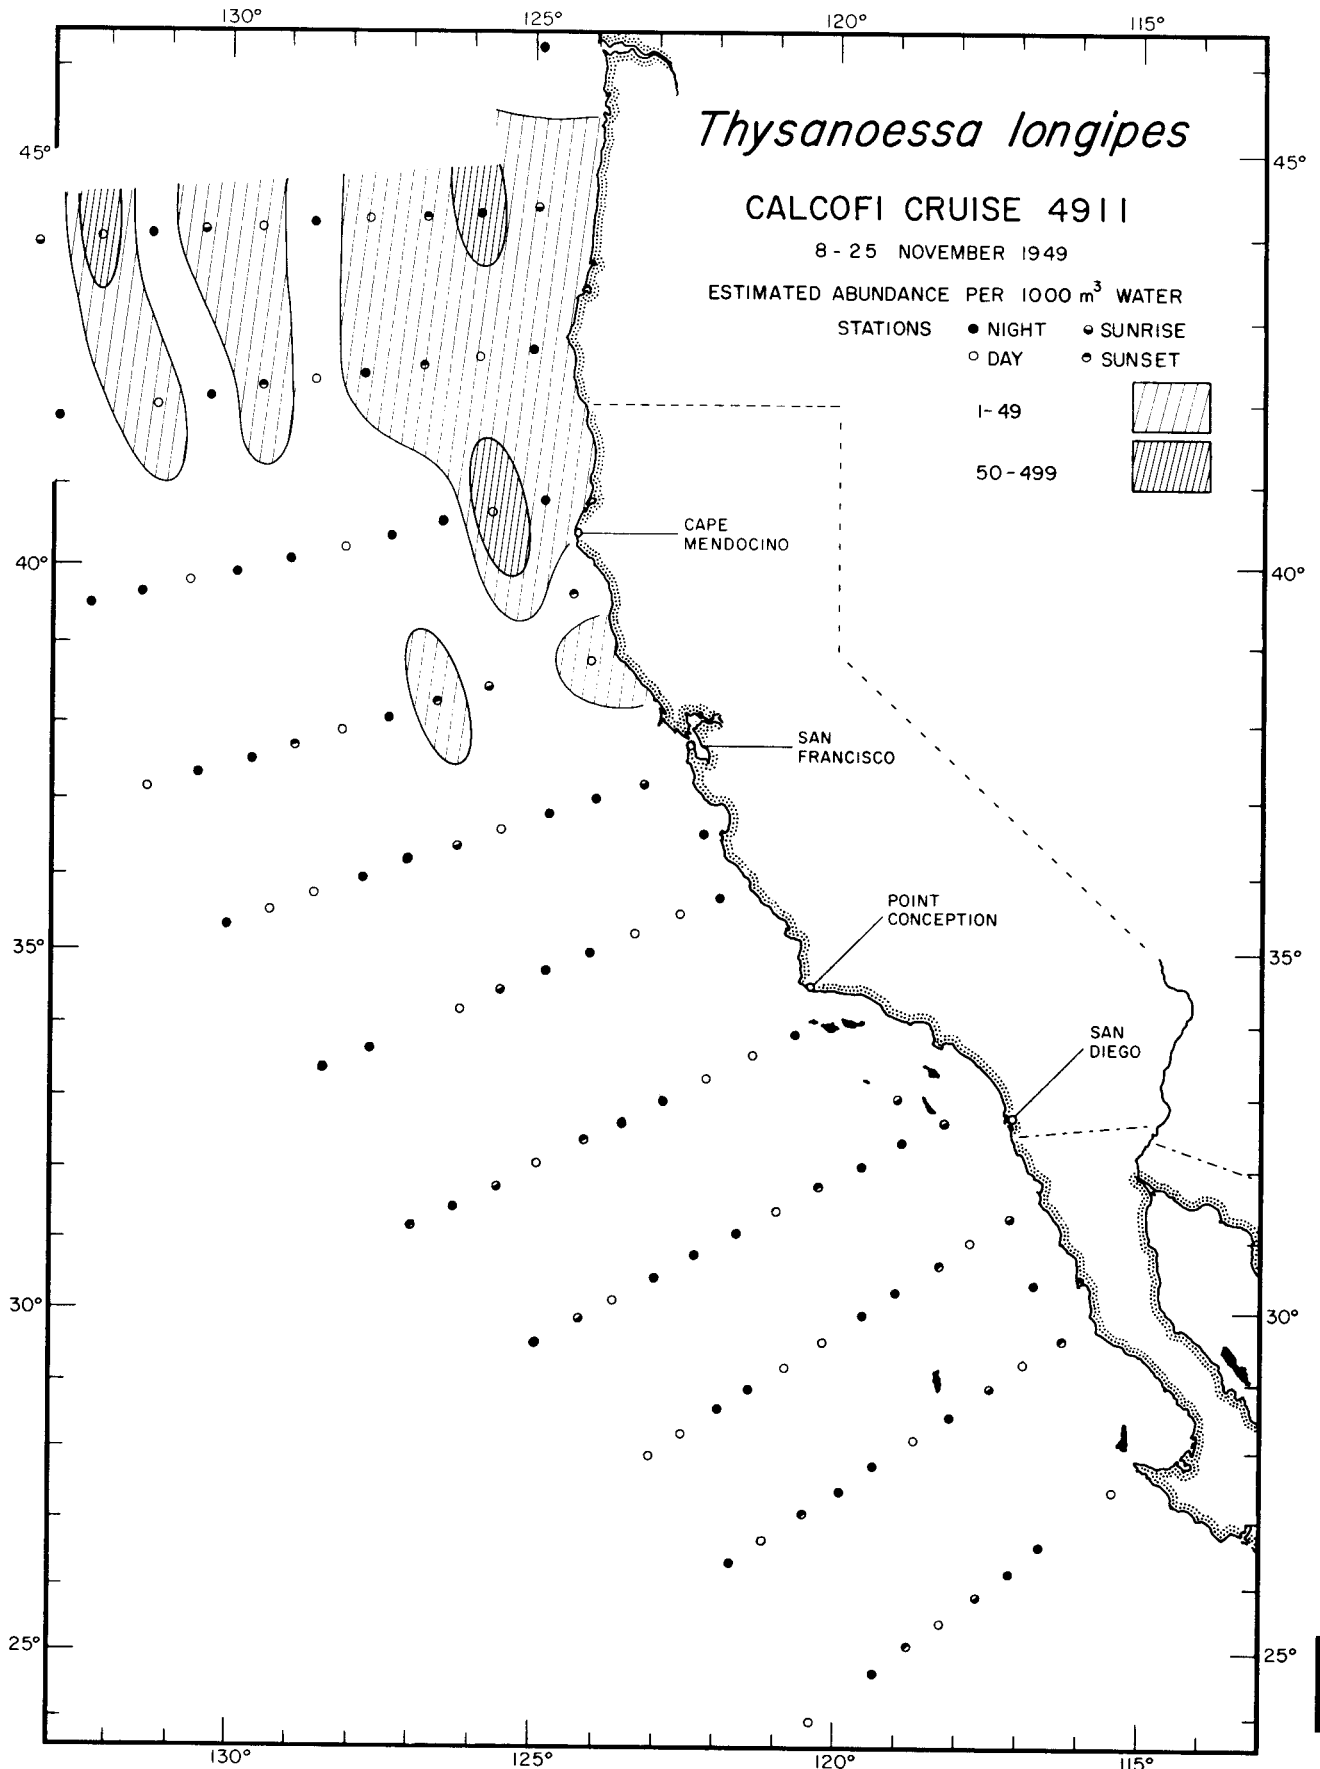 130° 125° 120° 115°
Thysanoessa longipes
45° 45°
CALCOFI CRUISE 4911
8-25 NOVEMBER 1949
ESTIMATED ABUNDANCE PER 1000 m³ WATER
STATIONS NIGHT SUNRISE
DAY SUNSET
1-49
50-499
CAPE
MENDOCINO
40° 40°
SAN
FRANCISCO
POINT
CONCEPTION
35° 35°
SAN
DIEGO
30° 30°
25° 25°
130° 125° 120° 115°